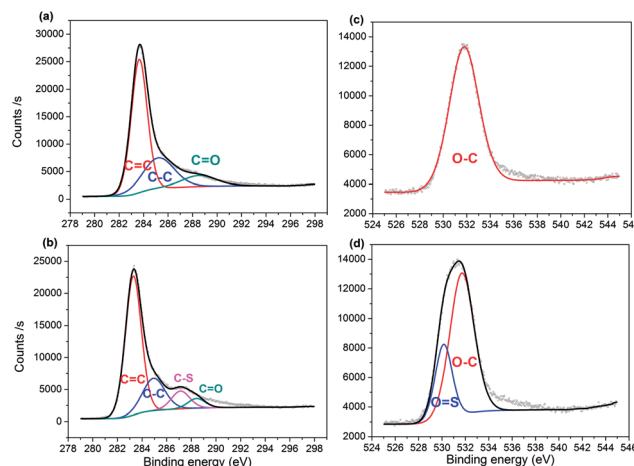 (a)
30000
25000
20000
15000
10000
5000
0
Counts /s
C=C
C-C
C=O
278 280 282 284 286 288 290 292 294 296 298
(c)
14000
12000
10000
8000
6000
4000
2000
O-C
524 526 528 530 532 534 536 538 540 542 544 54
(b)
25000
20000
15000
10000
5000
0
Counts /s
C=C
C-C
C-S
C=O
278 280 282 284 286 288 290 292 294 296 298
Binding energy (eV)
(d)
14000
12000
10000
8000
6000
4000
2000
O=S
O-C
524 526 528 530 532 534 536 538 540 542 544 546
Binding energy (eV)